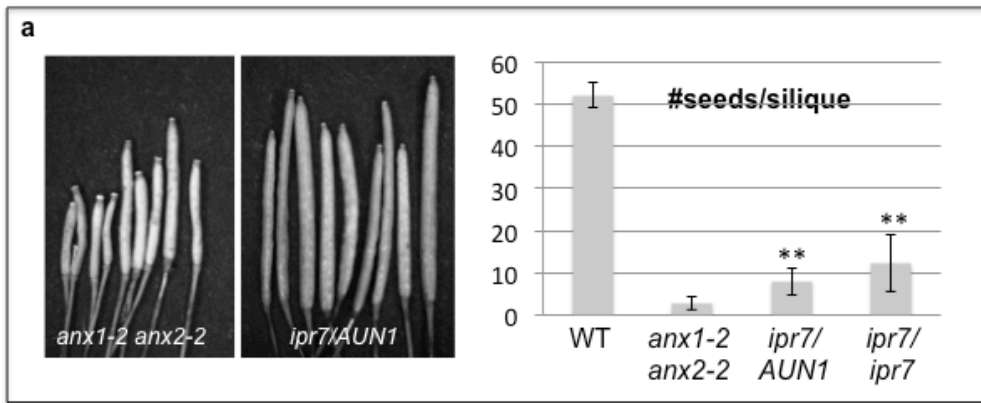 a
anx1-2 anx2-2
ipr7/AUN1
#seeds/silique
60
50
40
30
20
10
0
**
**
WT
anx1-2
anx2-2
ipr7/
AUN1
ipr7/
ipr7